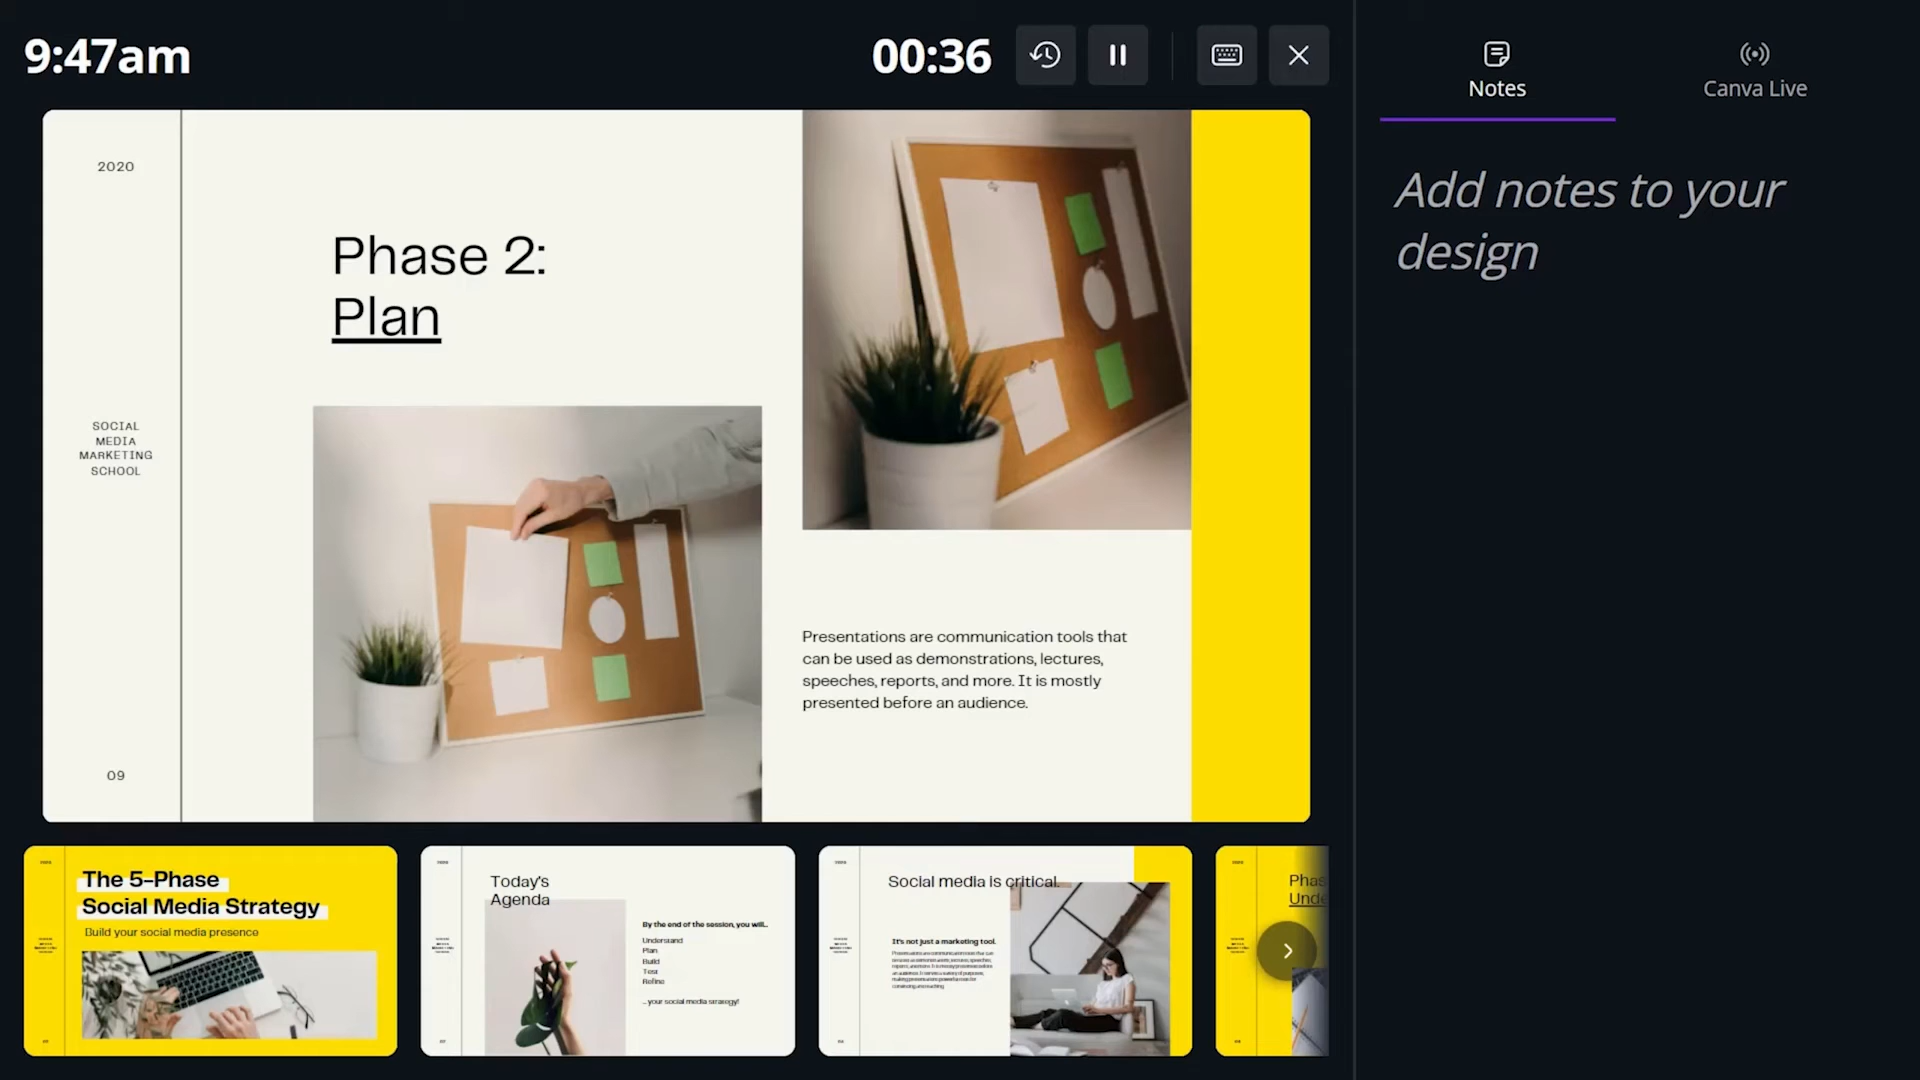 9:47am
00:36
Notes
Canva Live
Add notes to your
design
2020
Phase 2:
Plan
SOCIAL
MEDIA
MARKETING
SCHOOL
Presentations are communication tools that
can be used as demonstrations, lectures,
speeches, reports, and more. It is mostly
presented before an audience.
09
The 5-Phase
Social Media Strategy
Build your social media presence
Today's
Agenda
By the end of the session, you will...
Understand
Plan
Build
Test
Refine
... your social media strategy!
Social media is critical.
It's not just a marketing tool.
Phas
Unde